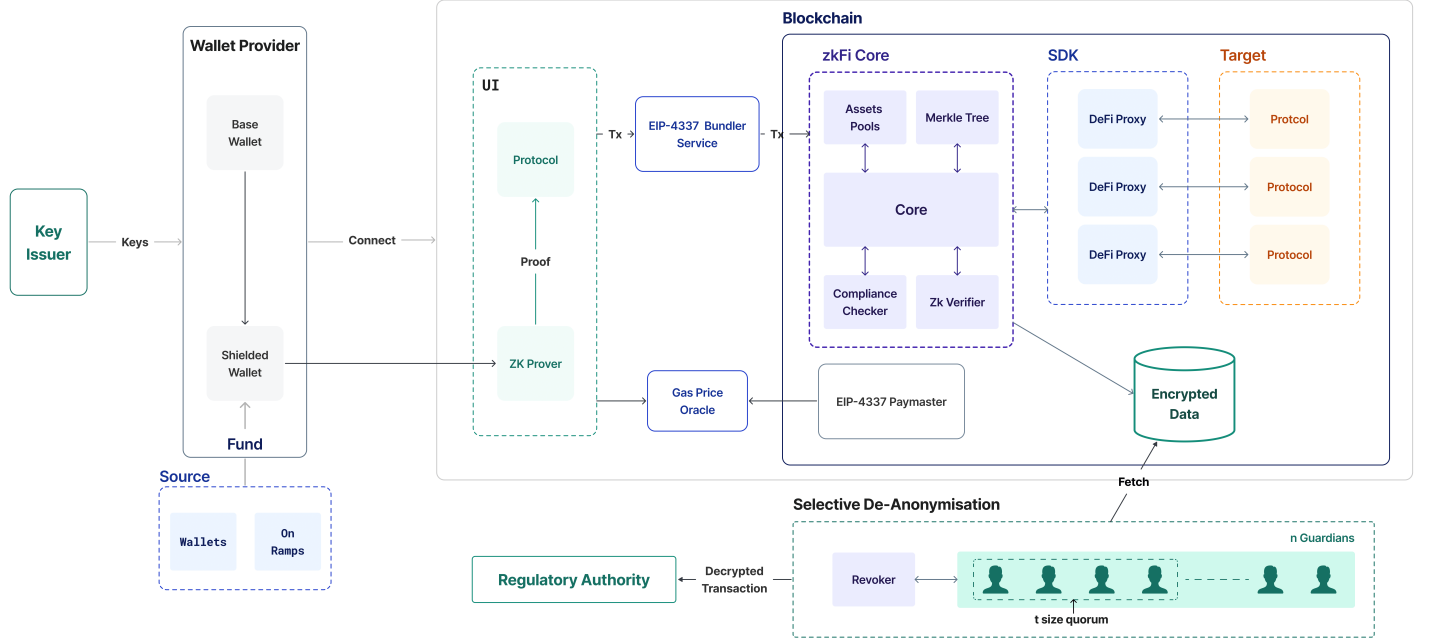 Blockchain
Wallet Provider
zkFi Core
SDK
Target
UI
Base
Wallet
Assets
Pools
Merkle Tree
DeFi Proxy
Protcol
EIP-4337 Bundler
Service
Tx
Tx
Protocol
DeFi Proxy
Protocol
Core
Key
Issuer
Keys
Connect
Proof
DeFi Proxy
Protocol
Compliance
Checker
Zk Verifier
Shielded
Wallet
ZK Prover
Gas Price
Oracle
EIP-4337 Paymaster
Encrypted
Data
Fund
Source
Fetch
Selective De-Anonymisation
Wallets
On
Ramps
n Guardians
Regulatory Authority
Decrypted
Transaction
Revoker
t size quorum